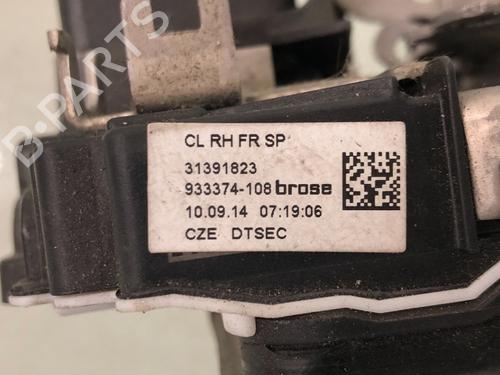 CL RH FR SP
31391823
933374-108 brose
10.09.14 07:19:06
CZE DTSEC
B-PARTS